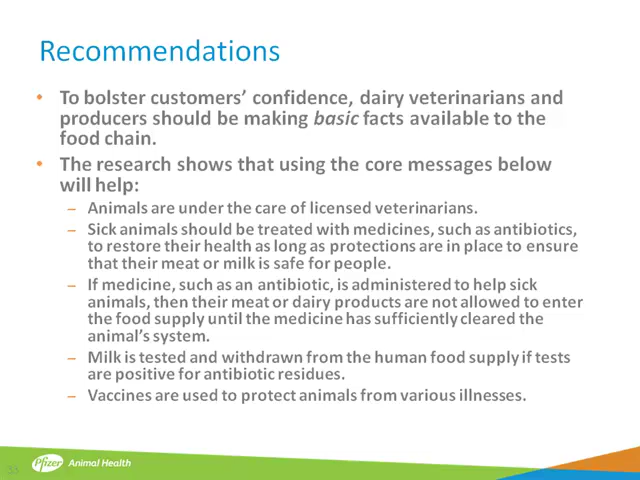 Recommendations
• To bolster customers’ confidence, dairy veterinarians and
producers should be making basic facts available to the
food chain.
• The research shows that using the core messages below
will help:
– Animals are under the care of licensed veterinarians.
– Sick animals should be treated with medicines, such as antibiotics,
to restore their health as long as protections are in place to ensure
that their meat or milk is safe for people.
– If medicine, such as an antibiotic, is administered to help sick
animals, then their meat or dairy products are not allowed to enter
the food supply until the medicine has sufficiently cleared the
animal’s system.
– Milk is tested and withdrawn from the human food supply if tests
are positive for antibiotic residues.
– Vaccines are used to protect animals from various illnesses.
Pfizer Animal Health